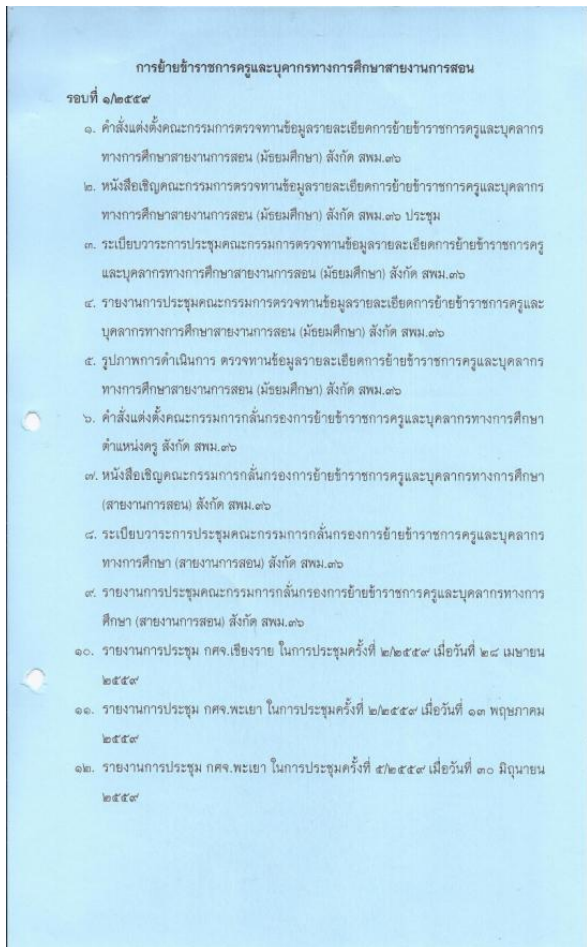 การย้ายข้าราชการครูและบุคากรทางการศึกษาสายงานการสอน
รอบที่ ๑/๒๕๕๙
๑. คำสั่งแต่งตั้งคณะกรรมการตรวจทานข้อมูลรายละเอียดการย้ายข้าราชการครูและบุคลากร
ทางการศึกษาสายงานการสอน (มัธยมศึกษา) สังกัด สพม.๓๖
๒. หนังสือเชิญคณะกรรมการตรวจทานข้อมูลรายละเอียดการย้ายข้าราชการครูและบุคลากร
ทางการศึกษาสายงานการสอน (มัธยมศึกษา) สังกัด สพม.๓๖ ประชุม
๓. ระเบียบวาระการประชุมคณะกรรมการตรวจทานข้อมูลรายละเอียดการย้ายข้าราชการครู
และบุคลากรทางการศึกษาสายงานการสอน (มัธยมศึกษา) สังกัด สพม.๓๖
๔. รายงานการประชุมคณะกรรมการตรวจทานข้อมูลรายละเอียดการย้ายข้าราชการครูและ
บุคลากรทางการศึกษาสายงานการสอน (มัธยมศึกษา) สังกัด สพม.๓๖
๕. รูปภาพการดำเนินการ ตรวจทานข้อมูลรายละเอียดการย้ายข้าราชการครูและบุคลากร
ทางการศึกษาสายงานการสอน (มัธยมศึกษา) สังกัด สพม.๓๖
๖. คำสั่งแต่งตั้งคณะกรรมการกลั่นกรองการย้ายข้าราชการครูและบุคลากรทางการศึกษา
ตำแหน่งครู สังกัด สพม.๓๖
๗. หนังสือเชิญคณะกรรมการกลั่นกรองการย้ายข้าราชการครูและบุคลากรทางการศึกษา
(สายงานการสอน) สังกัด สพม.๓๖
๘. ระเบียบวาระการประชุมคณะกรรมการกลั่นกรองการย้ายข้าราชการครูและบุคลากร
ทางการศึกษา (สายงานการสอน) สังกัด สพม.๓๖
๙. รายงานการประชุมคณะกรรมการกลั่นกรองการย้ายข้าราชการครูและบุคลากรทางการ
ศึกษา (สายงานการสอน) สังกัด สพม.๓๖
๑๐. รายงานการประชุม กศจ.เชียงราย ในการประชุมครั้งที่ ๒/๒๕๕๙ เมื่อวันที่ ๒๘ เมษายน
๒๕๕๙
๑๑. รายงานการประชุม กศจ.พะเยา ในการประชุมครั้งที่ ๒/๒๕๕๙ เมื่อวันที่ ๑๓ พฤษภาคม
๒๕๕๙
๑๒. รายงานการประชุม กศจ.พะเยา ในการประชุมครั้งที่ ๕/๒๕๕๙ เมื่อวันที่ ๓๐ มิถุนายน
๒๕๕๙